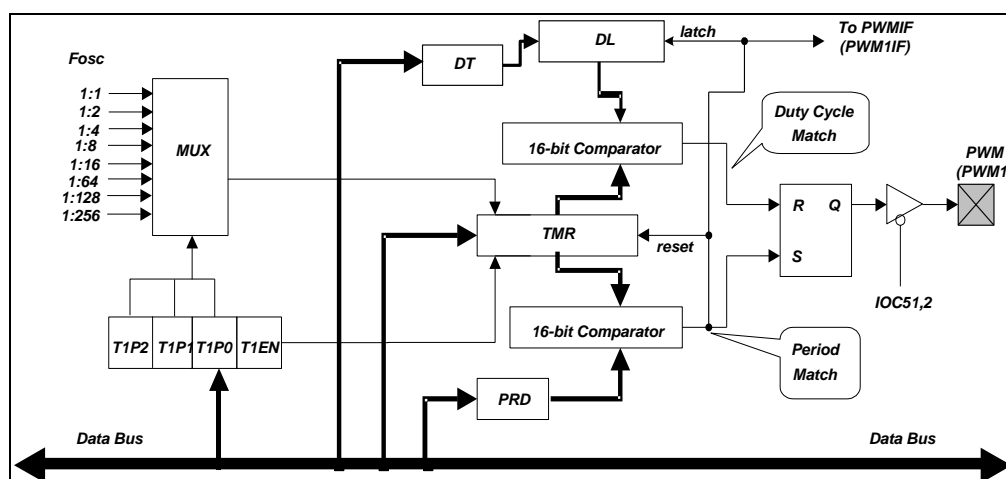 To PWMIF
(PWM1IF)
latch
DL
DT
Fosc
1:1
1:2
1:4
1:8
1:16
1:64
1:128
1:256
MUX
16-bit Comparator
Duty Cycle
Match
PWM
(PWM1
R Q
S
TMR
reset
IOC51,2
16-bit Comparator
T1P2 T1P1 T1P0 T1EN
Period
Match
PRD
Data Bus
Data Bus